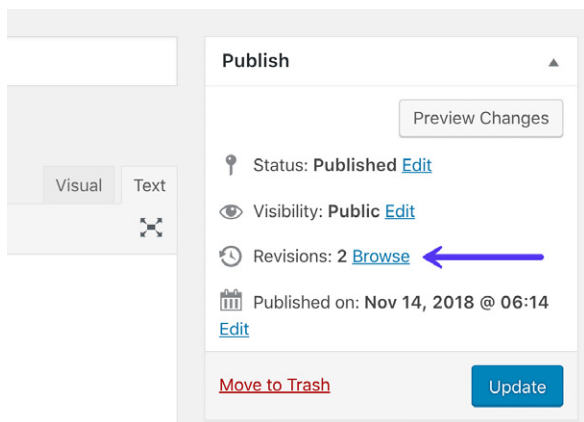 Publish
Preview Changes
Status: Published Edit
Visual Text
Visibility: Public Edit
Revisions: 2 Browse
Published on: Nov 14, 2018 @ 06:14
Edit
Move to Trash
Update